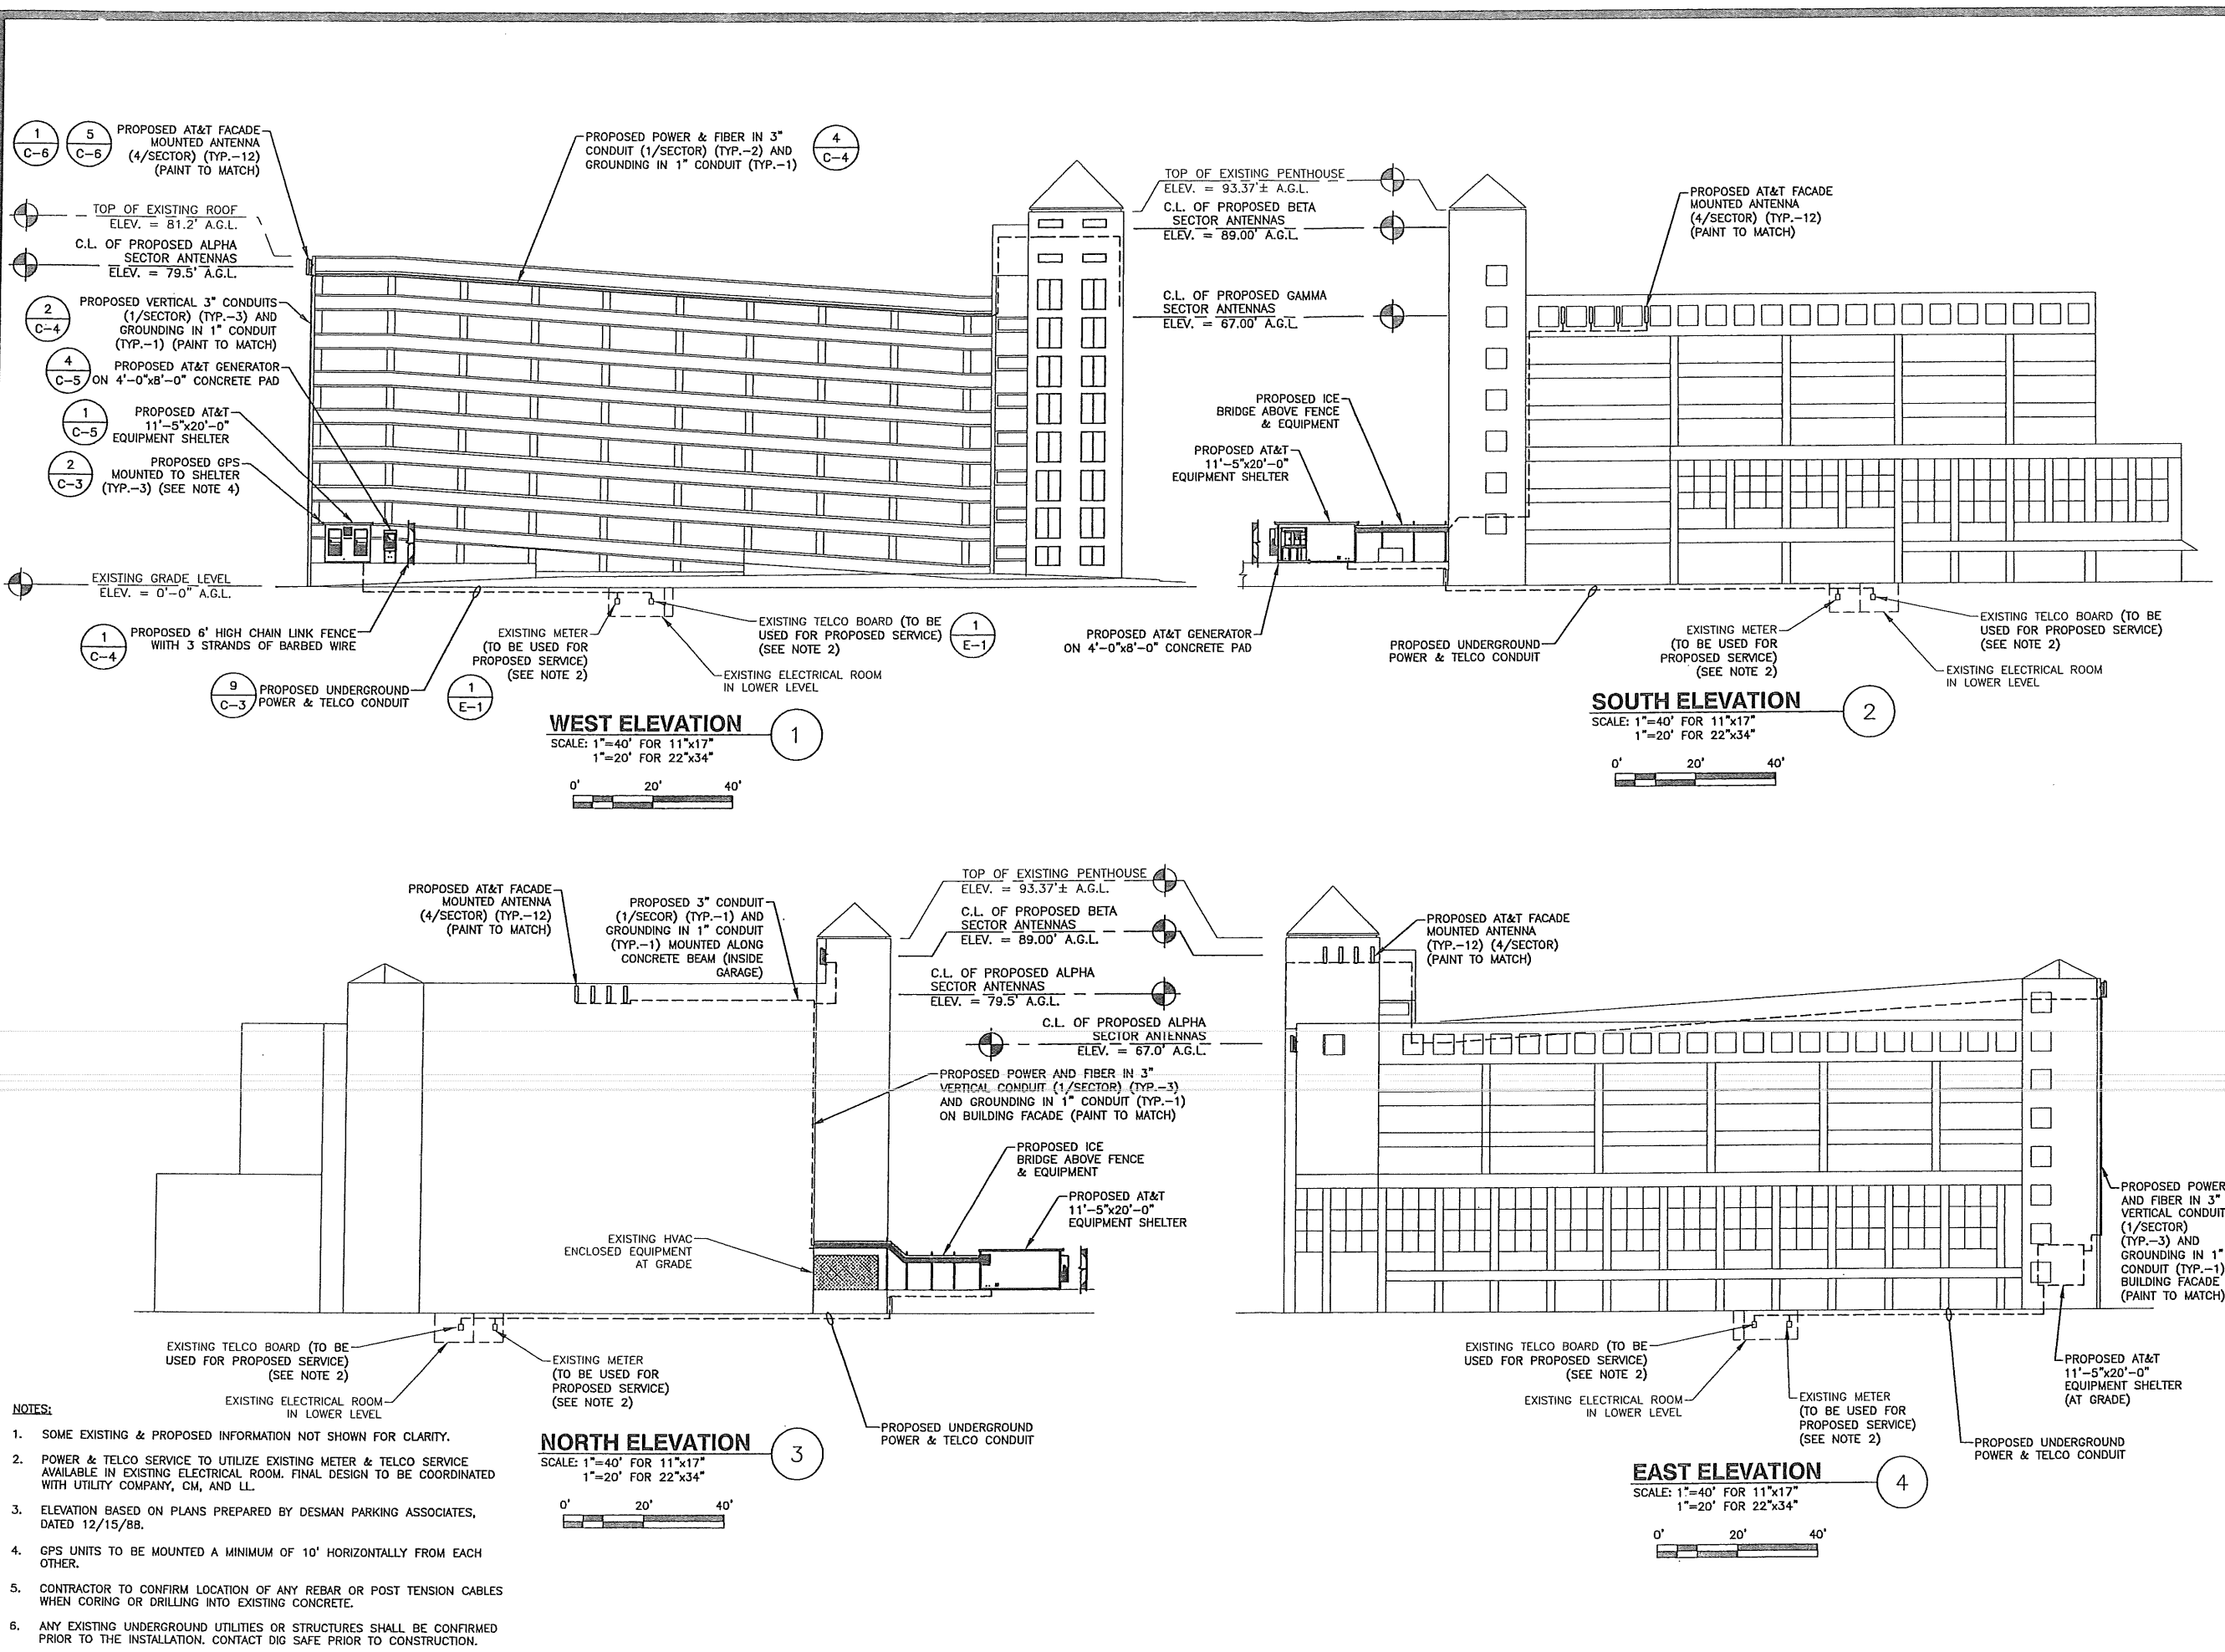 1
C-6
5
C-6
PROPOSED AT&T FACADE
MOUNTED ANTENNA
(4/SECTOR) (TYP.-12)
(PAINT TO MATCH)
TOP OF EXISTING ROOF
ELEV. = 81.2' A.G.L.
C.L. OF PROPOSED ALPHA
SECTOR ANTENNAS
ELEV. = 79.5' A.G.L.
2
C-4
PROPOSED VERTICAL 3" CONDUITS
(1/SECTOR) (TYP.-3) AND
GROUNDING IN 1" CONDUIT
(TYP.-1) (PAINT TO MATCH)
4
C-5
PROPOSED AT&T GENERATOR
ON 4'-0"x8'-0" CONCRETE PAD
1
C-5
PROPOSED AT&T
11'-5"x20'-0"
EQUIPMENT SHELTER
2
C-3
PROPOSED GPS
MOUNTED TO SHELTER
(TYP.-3) (SEE NOTE 4)
EXISTING GRADE LEVEL
ELEV. = 0'-0" A.G.L.
1
C-4
PROPOSED 6' HIGH CHAIN LINK FENCE
WIITH 3 STRANDS OF BARBED WIRE
9
C-3
PROPOSED UNDERGROUND
POWER & TELCO CONDUIT
1
E-1
PROPOSED POWER & FIBER IN 3"
CONDUIT (1/SECTOR) (TYP.-2) AND
GROUNDING IN 1" CONDUIT (TYP.-1)
4
C-4
EXISTING METER
(TO BE USED FOR
PROPOSED SERVICE)
(SEE NOTE 2)
EXISTING TELCO BOARD (TO BE
USED FOR PROPOSED SERVICE)
(SEE NOTE 2)
1
E-1
EXISTING ELECTRICAL ROOM
IN LOWER LEVEL
WEST ELEVATION
SCALE: 1"=40' FOR 11"x17"
1"=20' FOR 22"x34"
1
0'
20'
40'
TOP OF EXISTING PENTHOUSE
ELEV. = 93.37'± A.G.L.
C.L. OF PROPOSED BETA
SECTOR ANTENNAS
ELEV. = 89.00' A.G.L.
C.L. OF PROPOSED GAMMA
SECTOR ANTENNAS
ELEV. = 67.00' A.G.L.
PROPOSED ICE
BRIDGE ABOVE FENCE
& EQUIPMENT
PROPOSED AT&T
11'-5"x20'-0"
EQUIPMENT SHELTER
PROPOSED AT&T FACADE
MOUNTED ANTENNA
(4/SECTOR) (TYP.-12)
(PAINT TO MATCH)
PROPOSED AT&T GENERATOR
ON 4'-0"x8'-0" CONCRETE PAD
PROPOSED UNDERGROUND
POWER & TELCO CONDUIT
EXISTING METER
(TO BE USED FOR
PROPOSED SERVICE)
(SEE NOTE 2)
EXISTING TELCO BOARD (TO BE
USED FOR PROPOSED SERVICE)
(SEE NOTE 2)
EXISTING ELECTRICAL ROOM
IN LOWER LEVEL
SOUTH ELEVATION
SCALE: 1"=40' FOR 11"x17"
1"=20' FOR 22"x34"
2
0'
20'
40'
PROPOSED AT&T FACADE
MOUNTED ANTENNA
(4/SECTOR) (TYP.-12)
(PAINT TO MATCH)
PROPOSED 3" CONDUIT
(1/SECOR) (TYP.-1) AND
GROUNDING IN 1" CONDUIT
(TYP.-1) MOUNTED ALONG
CONCRETE BEAM (INSIDE
GARAGE)
TOP OF EXISTING PENTHOUSE
ELEV. = 93.37'± A.G.L.
C.L. OF PROPOSED BETA
SECTOR ANTENNAS
ELEV. = 89.00' A.G.L.
C.L. OF PROPOSED ALPHA
SECTOR ANTENNAS
ELEV. = 79.5' A.G.L.
C.L. OF PROPOSED ALPHA
SECTOR ANTENNAS
ELEV. = 67.0' A.G.L.
PROPOSED POWER AND FIBER IN 3"
VERTICAL CONDUIT (1/SECTOR) (TYP.-3)
AND GROUNDING IN 1" CONDUIT (TYP.-1)
ON BUILDING FACADE (PAINT TO MATCH)
PROPOSED ICE
BRIDGE ABOVE FENCE
& EQUIPMENT
PROPOSED AT&T
11'-5"x20'-0"
EQUIPMENT SHELTER
EXISTING HVAC
ENCLOSED EQUIPMENT
AT GRADE
EXISTING TELCO BOARD (TO BE
USED FOR PROPOSED SERVICE)
(SEE NOTE 2)
EXISTING ELECTRICAL ROOM
IN LOWER LEVEL
EXISTING METER
(TO BE USED FOR
PROPOSED SERVICE)
(SEE NOTE 2)
PROPOSED UNDERGROUND
POWER & TELCO CONDUIT
NORTH ELEVATION
SCALE: 1"=40' FOR 11"x17"
1"=20' FOR 22"x34"
3
0'
20'
40'
PROPOSED AT&T FACADE
MOUNTED ANTENNA
(TYP.-12) (4/SECTOR)
(PAINT TO MATCH)
PROPOSED POWER
AND FIBER IN 3"
VERTICAL CONDUIT
(1/SECTOR)
(TYP.-3) AND
GROUNDING IN 1"
CONDUIT (TYP.-1)
BUILDING FACADE
(PAINT TO MATCH)
EXISTING TELCO BOARD (TO BE
USED FOR PROPOSED SERVICE)
(SEE NOTE 2)
EXISTING ELECTRICAL ROOM
IN LOWER LEVEL
EXISTING METER
(TO BE USED FOR
PROPOSED SERVICE)
(SEE NOTE 2)
PROPOSED AT&T
11'-5"x20'-0"
EQUIPMENT SHELTER
(AT GRADE)
PROPOSED UNDERGROUND
POWER & TELCO CONDUIT
EAST ELEVATION
SCALE: 1"=40' FOR 11"x17"
1"=20' FOR 22"x34"
4
0'
20'
40'
NOTES:
1. SOME EXISTING & PROPOSED INFORMATION NOT SHOWN FOR CLARITY.
2. POWER & TELCO SERVICE TO UTILIZE EXISTING METER & TELCO SERVICE
AVAILABLE IN EXISTING ELECTRICAL ROOM. FINAL DESIGN TO BE COORDINATED
WITH UTILITY COMPANY, CM, AND LL.
3. ELEVATION BASED ON PLANS PREPARED BY DESMAN PARKING ASSOCIATES,
DATED 12/15/88.
4. GPS UNITS TO BE MOUNTED A MINIMUM OF 10' HORIZONTALLY FROM EACH
OTHER.
5. CONTRACTOR TO CONFIRM LOCATION OF ANY REBAR OR POST TENSION CABLES
WHEN CORING OR DRILLING INTO EXISTING CONCRETE.
6. ANY EXISTING UNDERGROUND UTILITIES OR STRUCTURES SHALL BE CONFIRMED
PRIOR TO THE INSTALLATION. CONTACT DIG SAFE PRIOR TO CONSTRUCTION.